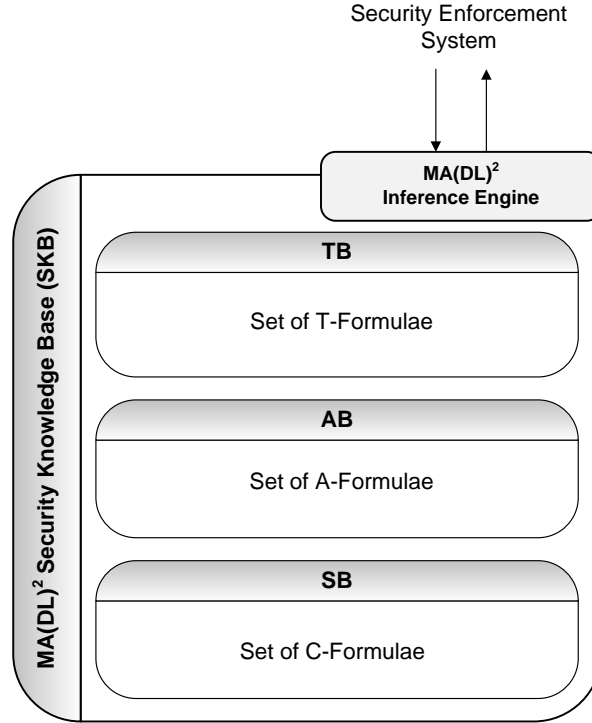 Security Enforcement
System
MA(DL)²
Inference Engine
MA(DL)² Security Knowledge Base (SKB)
TB
Set of T-Formulae
AB
Set of A-Formulae
SB
Set of C-Formulae